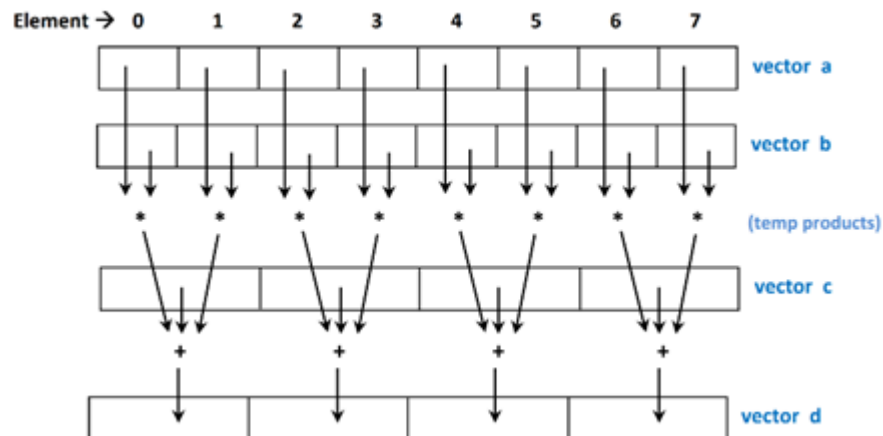 Element → 0 1 2 3 4 5 6 7
vector a
vector b
* * * * * * * * (temp products)
vector c
+ + + +
vector d